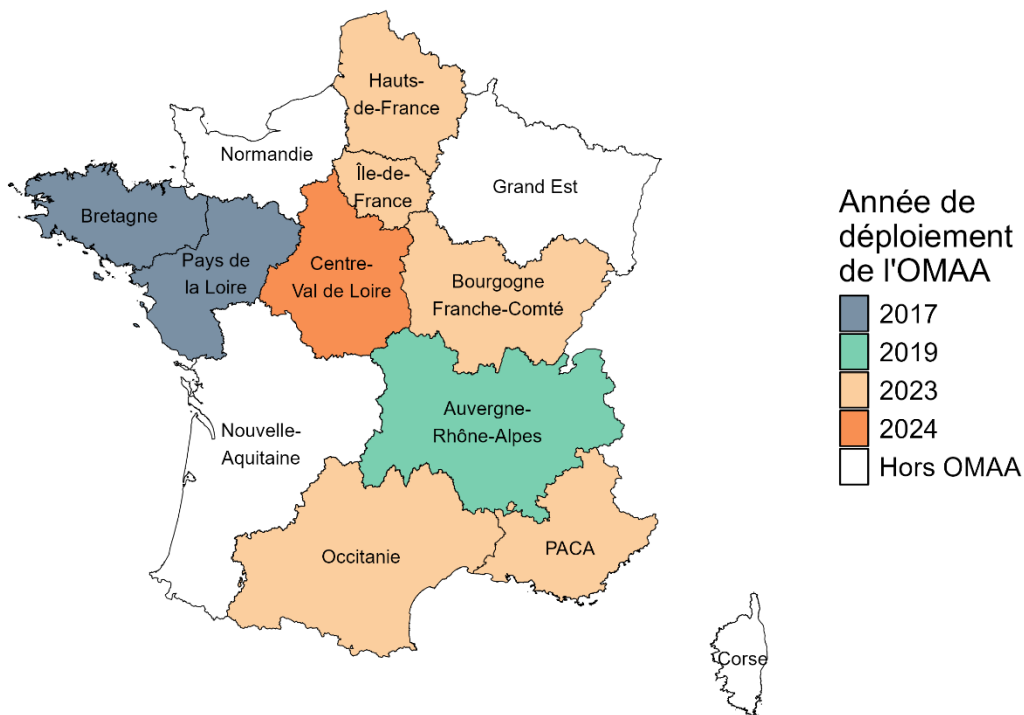 Hauts-
de-France
Normandie
Île-de-
France
Grand Est
Bretagne
Pays de
la Loire
Centre-
Val de Loire
Bourgogne
Franche-Comté
Auvergne-
Rhône-Alpes
Nouvelle-
Aquitaine
Occitanie
PACA
Corse
Année de
déploiement
de l'OMAA
2017
2019
2023
2024
Hors OMAA